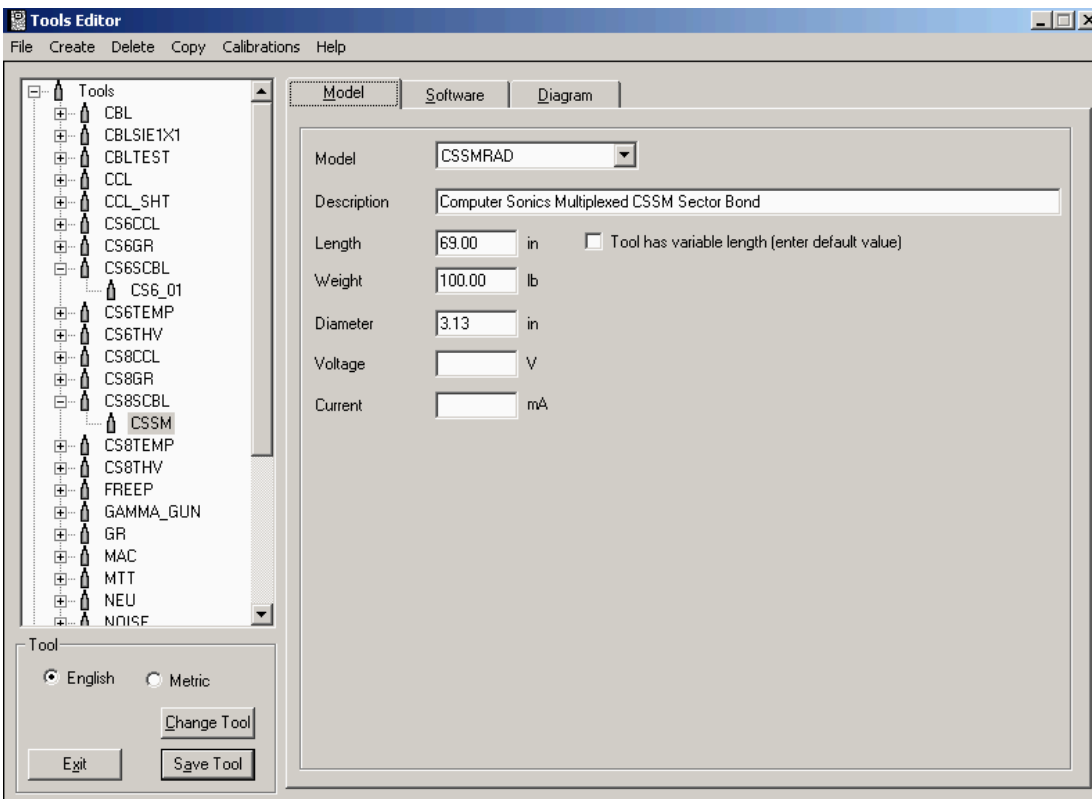 Tools Editor
File Create Delete Copy Calibrations Help
Tools
CBL
CBLSIE1X1
CBLTEST
CCL
CCL_SHT
CS6CCL
CS6GR
CS6SCBL
CS6_01
CS6TEMP
CS6THV
CS8CCL
CS8GR
CS8SCBL
CSSM
CS8TEMP
CS8THV
FREEP
GAMMA_GUN
GR
MAC
MTT
NEU
NOISE
Tool
English Metric
Change Tool
Exit Save Tool
Model Software Diagram
Model CSSMRAD
Description Computer Sonics Multiplexed CSSM Sector Bond
Length 69.00 in Tool has variable length (enter default value)
Weight 100.00 lb
Diameter 3.13 in
Voltage V
Current mA